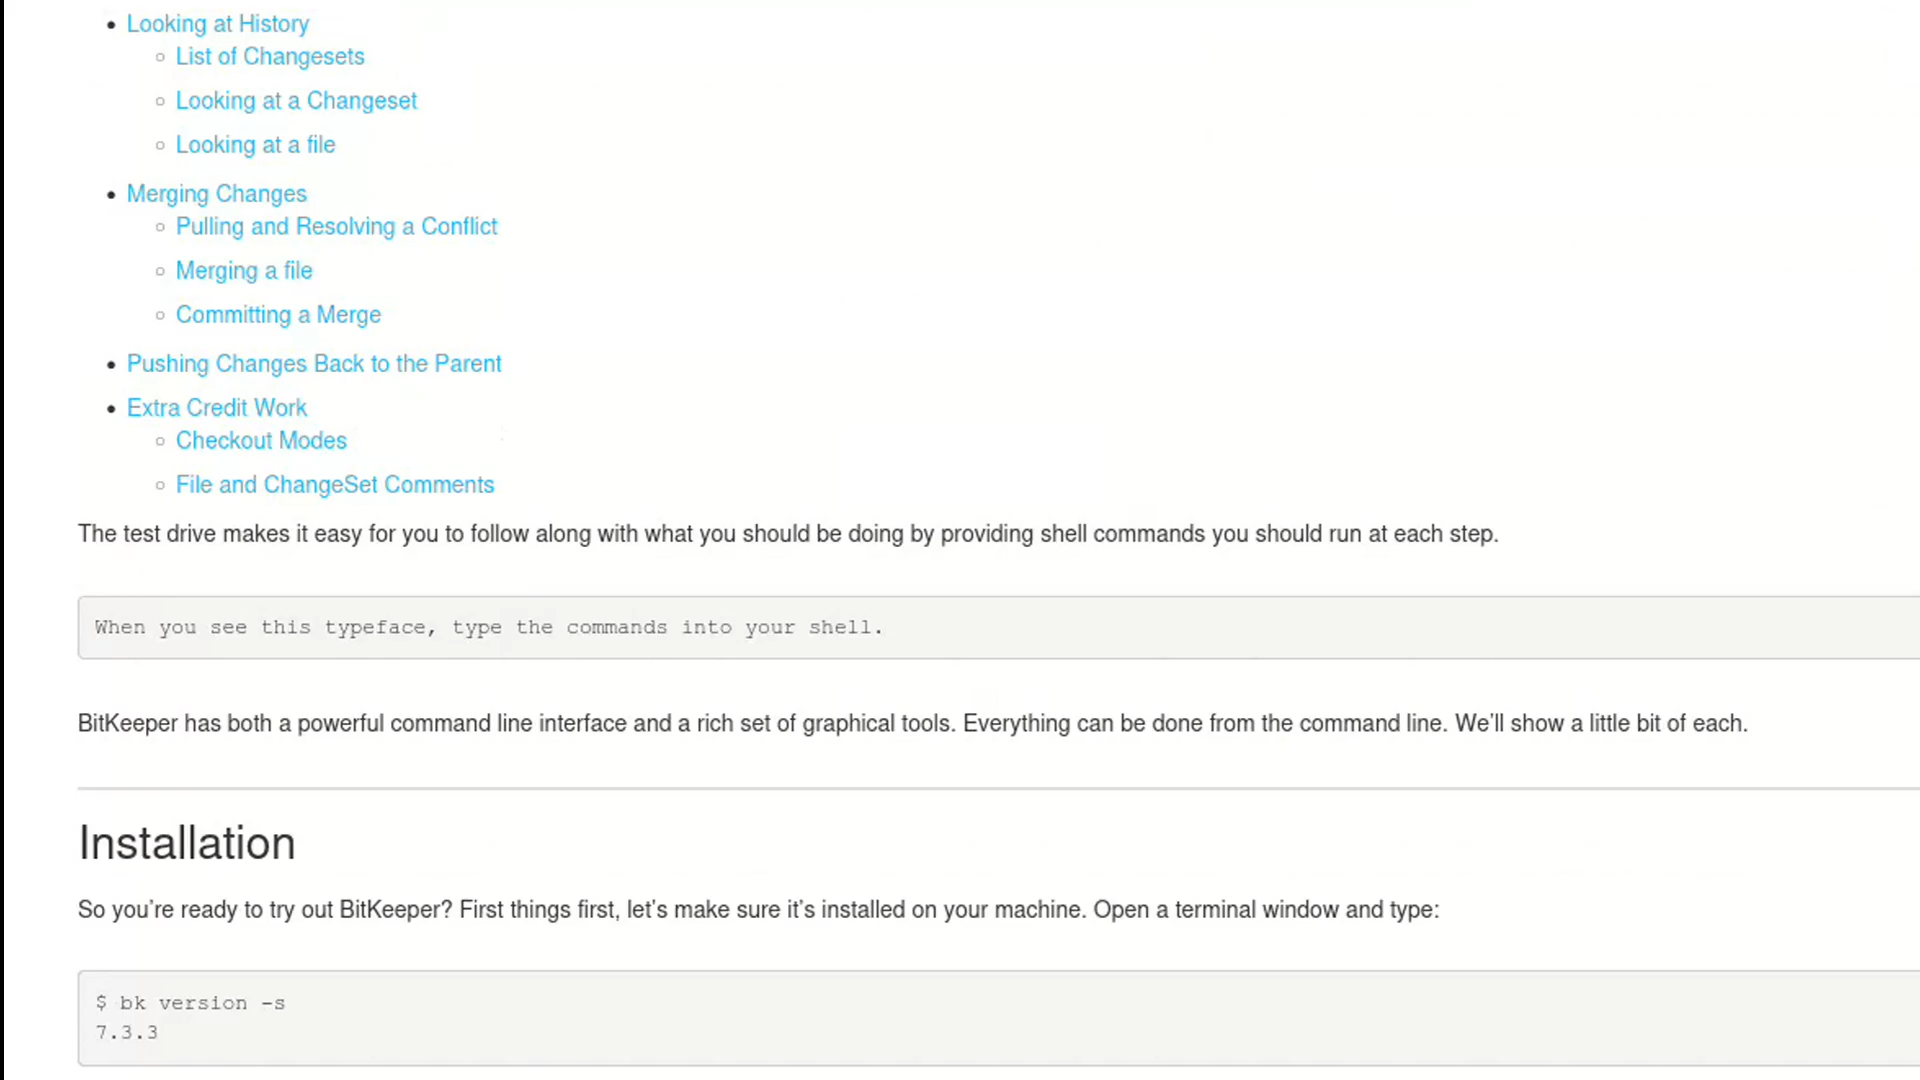 Looking at History
List of Changesets
Looking at a Changeset
Looking at a file
Merging Changes
Pulling and Resolving a Conflict
Merging a file
Committing a Merge
Pushing Changes Back to the Parent
Extra Credit Work
Checkout Modes
File and ChangeSet Comments
The test drive makes it easy for you to follow along with what you should be doing by providing shell commands you should run at each step.
When you see this typeface, type the commands into your shell.
BitKeeper has both a powerful command line interface and a rich set of graphical tools. Everything can be done from the command line. We’ll show a little bit of each.
Installation
So you’re ready to try out BitKeeper? First things first, let’s make sure it’s installed on your machine. Open a terminal window and type:
$ bk version -s
7.3.3